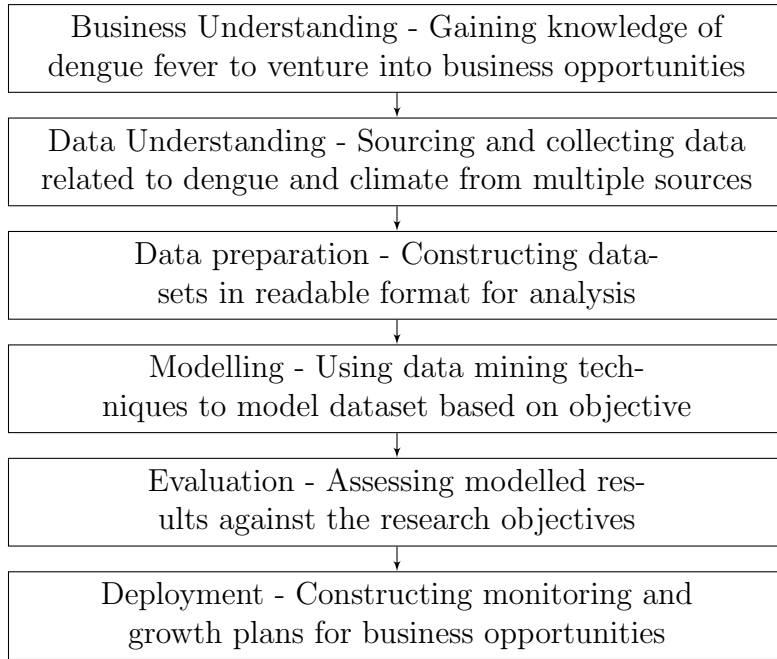 Business Understanding - Gaining knowledge of
dengue fever to venture into business opportunities
Data Understanding - Sourcing and collecting data
related to dengue and climate from multiple sources
Data preparation - Constructing data-
sets in readable format for analysis
Modelling - Using data mining tech-
niques to model dataset based on objective
Evaluation - Assessing modelled res-
ults against the research objectives
Deployment - Constructing monitoring and
growth plans for business opportunities